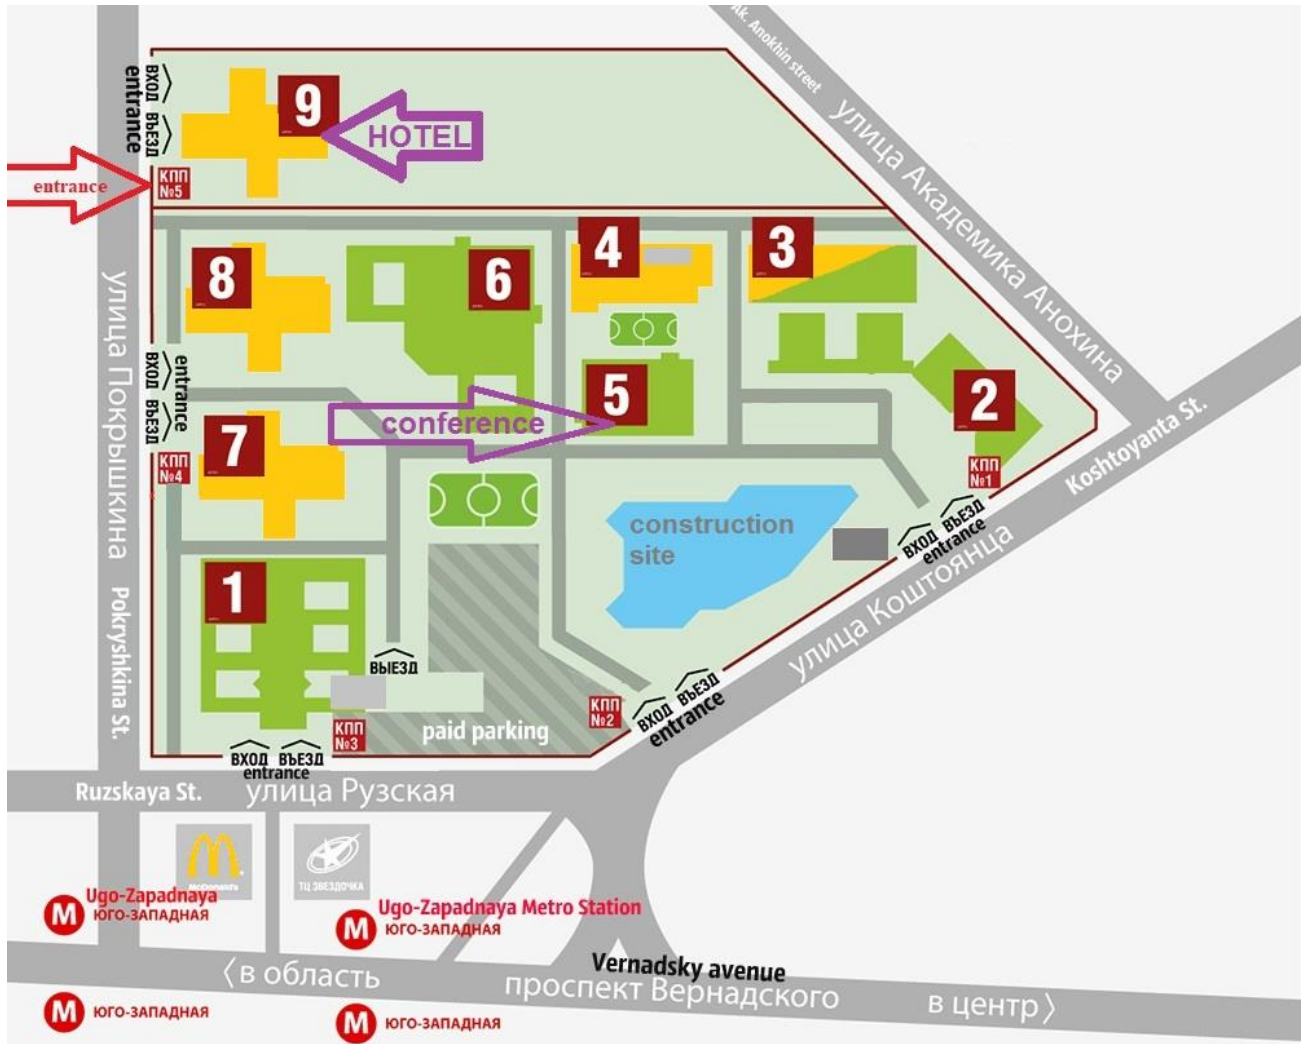 Ak. Anokhin street
улица Академика Анохина
ВХОД
ВЪЕЗД
entrance
9
HOTEL
entrance
КПП
№5
8
6
4
3
улица Покрышкина
Pokryshkina St.
ВХОД
ВЪЕЗД
entrance
5
2
conference
7
КПП
№4
КПП
№1
Koshtoyanta St.
construction
site
ВХОД
ВЪЕЗД
entrance
улица Коштоянца
1
ВЫЕЗД
КПП
№2
ВХОД
ВЪЕЗД
entrance
КПП
№3
paid parking
ВХОД ВЪЕЗД
entrance
Ruzskaya St. улица Рузская
McDonald's
ТЦ ЗВЕЗДОЧКА
М
Ugo-Zapadnaya
ЮГО-ЗАПАДНАЯ
М
Ugo-Zapadnaya Metro Station
ЮГО-ЗАПАДНАЯ
Vernadsky avenue
〈в область проспект Вернадского в центр〉
М ЮГО-ЗАПАДНАЯ
М ЮГО-ЗАПАДНАЯ